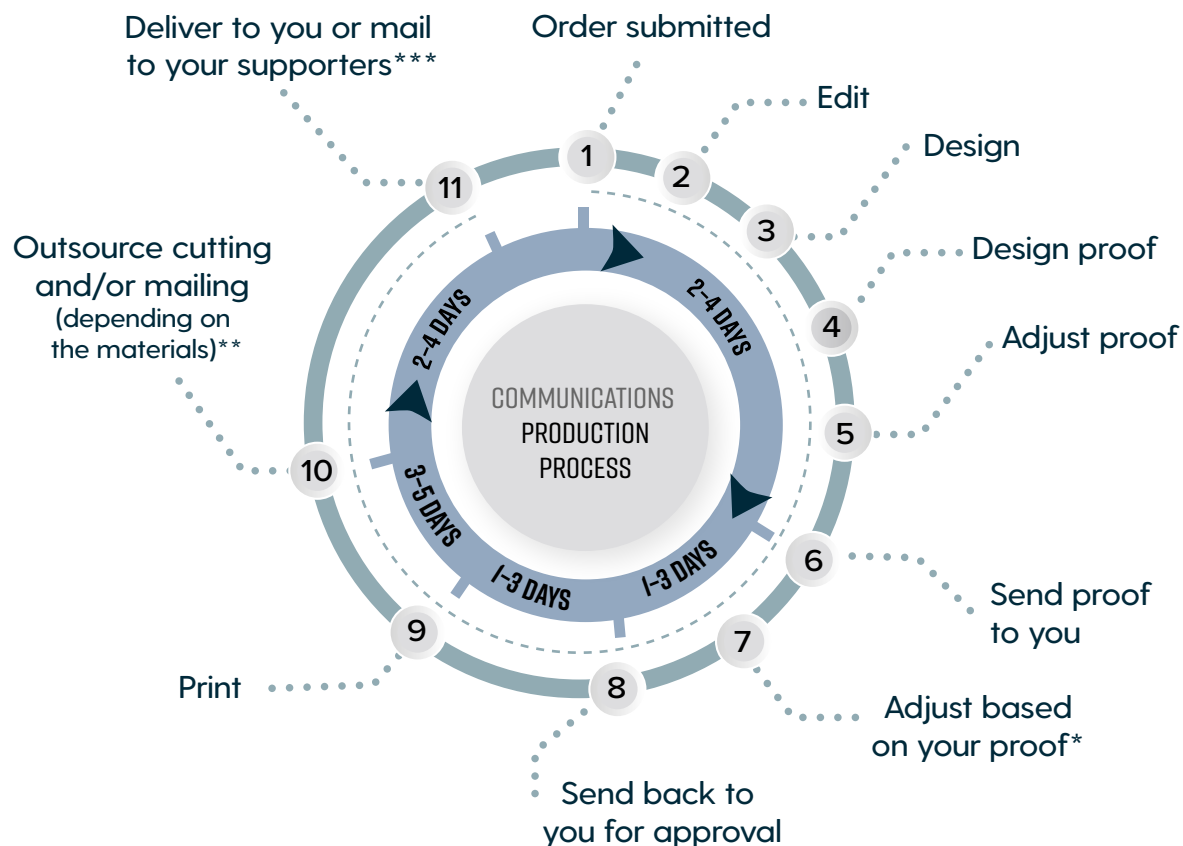 Order submitted
1
Edit
2
Design
3
Design proof
4
Adjust proof
5
Send proof
to you
6
Adjust based
on your proof*
7
Send back to
you for approval
8
Print
9
Outsource cutting
and/or mailing
(depending on
the materials)**
10
Deliver to you or mail
to your supporters***
11
2–4 DAYS
1–3 DAYS
1–3 DAYS
3–5 DAYS
2–4 DAYS
COMMUNICATIONS
PRODUCTION
PROCESS